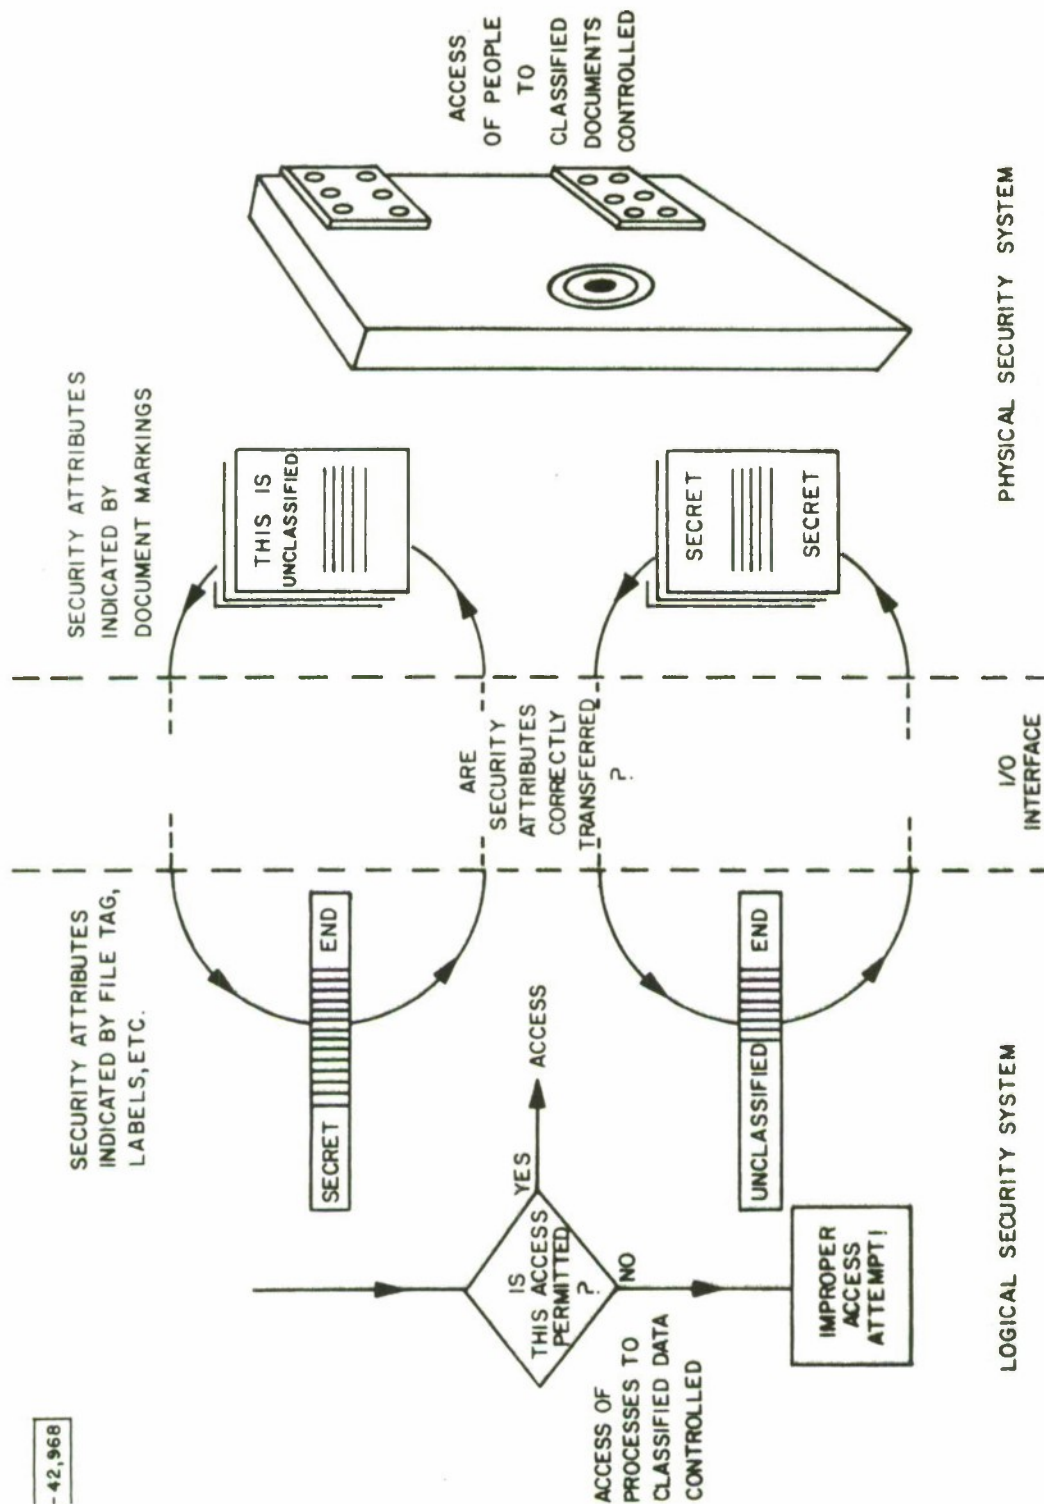 -42,968
SECURITY ATTRIBUTES
INDICATED BY FILE TAG,
LABELS, ETC.
SECURITY ATTRIBUTES
INDICATED BY
DOCUMENT MARKINGS
SECRET
END
THIS IS
UNCLASSIFIED
ACCESS
OF PEOPLE
TO
CLASSIFIED
DOCUMENTS
CONTROLLED
IS
THIS ACCESS
PERMITTED
?
YES
ACCESS
NO
ARE
SECURITY
ATTRIBUTES
CORRECTLY
TRANSFERRED
?
ACCESS OF
PROCESSES TO
CLASSIFIED DATA
CONTROLLED
IMPROPER
ACCESS
ATTEMPT!
UNCLASSIFIED
END
SECRET
SECRET
LOGICAL SECURITY SYSTEM
I/O
INTERFACE
PHYSICAL SECURITY SYSTEM